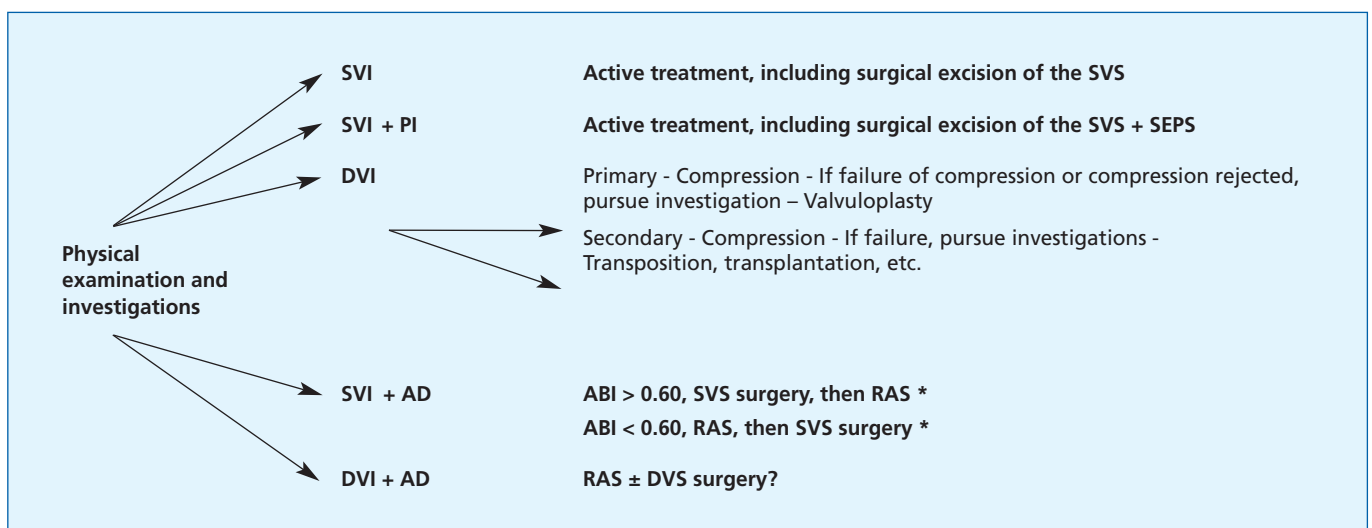 SVI
Active treatment, including surgical excision of the SVS
SVI + PI
Active treatment, including surgical excision of the SVS + SEPS
DVI
Primary - Compression - If failure of compression or compression rejected,
pursue investigation – Valvuloplasty
Secondary - Compression - If failure, pursue investigations -
Transposition, transplantation, etc.
Physical
examination and
investigations
SVI + AD
ABI > 0.60, SVS surgery, then RAS *
ABI < 0.60, RAS, then SVS surgery *
DVI + AD
RAS ± DVS surgery?